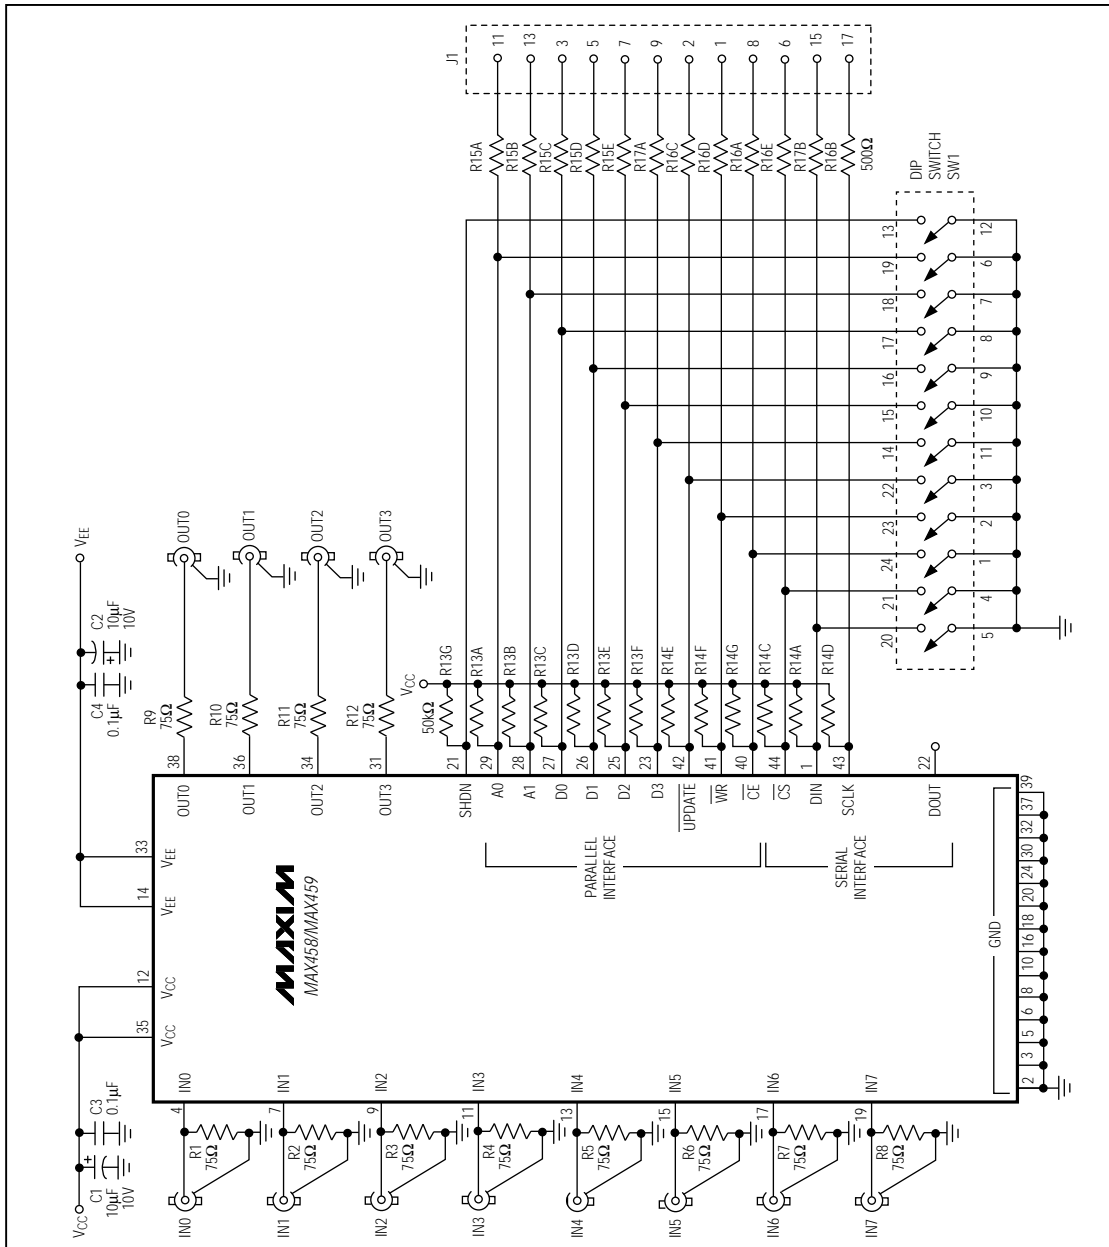 J1
11
13
3
5
7
9
2
1
8
6
15
17
R15A
R15B
R15C
R15D
R15E
R17A
R16C
R16D
R16A
R16E
R17B
R16B
500Ω
DIP
SWITCH
SW1
13
12
19
6
18
7
17
8
16
9
15
10
14
11
22
3
23
2
24
1
21
4
20
5
VEE
C2
10µF
10V
+
C4
0.1µF
OUT0
OUT1
OUT2
OUT3
R9
75Ω
R10
75Ω
R11
75Ω
R12
75Ω
VCC
50kΩ
R13G
R13A
R13B
R13C
R13D
R13E
R13F
R14E
R14F
R14G
R14C
R14A
R14D
38
36
34
31
21
29
28
27
26
25
23
42
41
40
44
1
43
22
OUT0
OUT1
OUT2
OUT3
SHDN
A0
A1
D0
D1
D2
D3
UPDATE
WR
CE
CS
DIN
SCLK
DOUT
PARALLEL
INTERFACE
SERIAL
INTERFACE
33
VEE
14
VEE
12
VCC
35
VCC
MAXIM
MAX458/MAX459
GND
39
37
32
30
24
20
18
16
10
8
6
5
3
2
IN0
IN1
IN2
IN3
IN4
IN5
IN6
IN7
4
7
9
11
13
15
17
19
VCC
C1
10µF
10V
+
C3
0.1µF
R1
75Ω
R2
75Ω
R3
75Ω
R4
75Ω
R5
75Ω
R6
75Ω
R7
75Ω
R8
75Ω
IN0
IN1
IN2
IN3
IN4
IN5
IN6
IN7